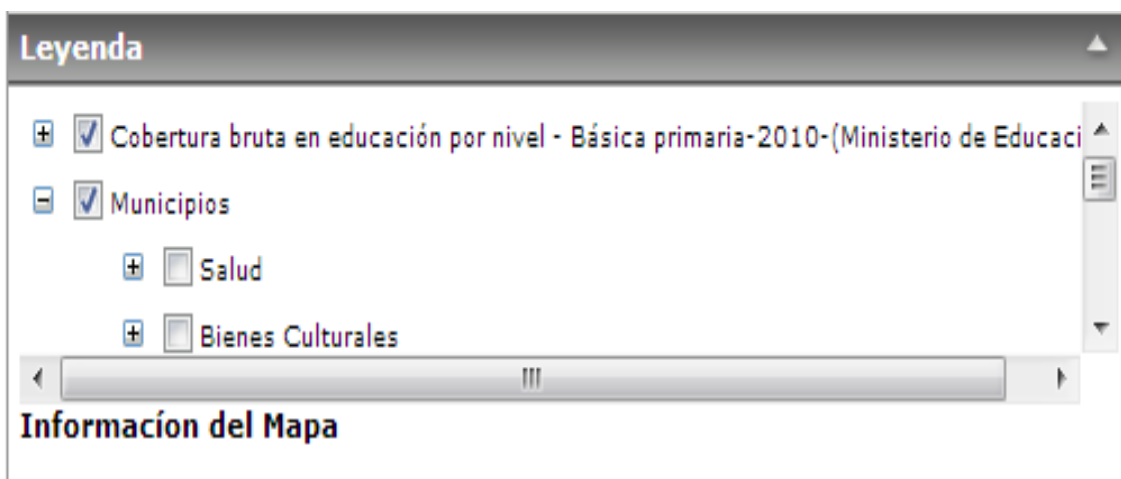 Leyenda
Cobertura bruta en educación por nivel - Básica primaria-2010-(Ministerio de Educaci
Municipios
Salud
Bienes Culturales
Informacíon del Mapa